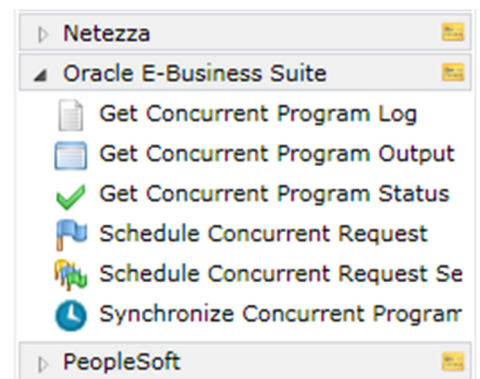 Netezza
Oracle E-Business Suite
Get Concurrent Program Log
Get Concurrent Program Output
Get Concurrent Program Status
Schedule Concurrent Request
Schedule Concurrent Request Se
Synchronize Concurrent Program
PeopleSoft